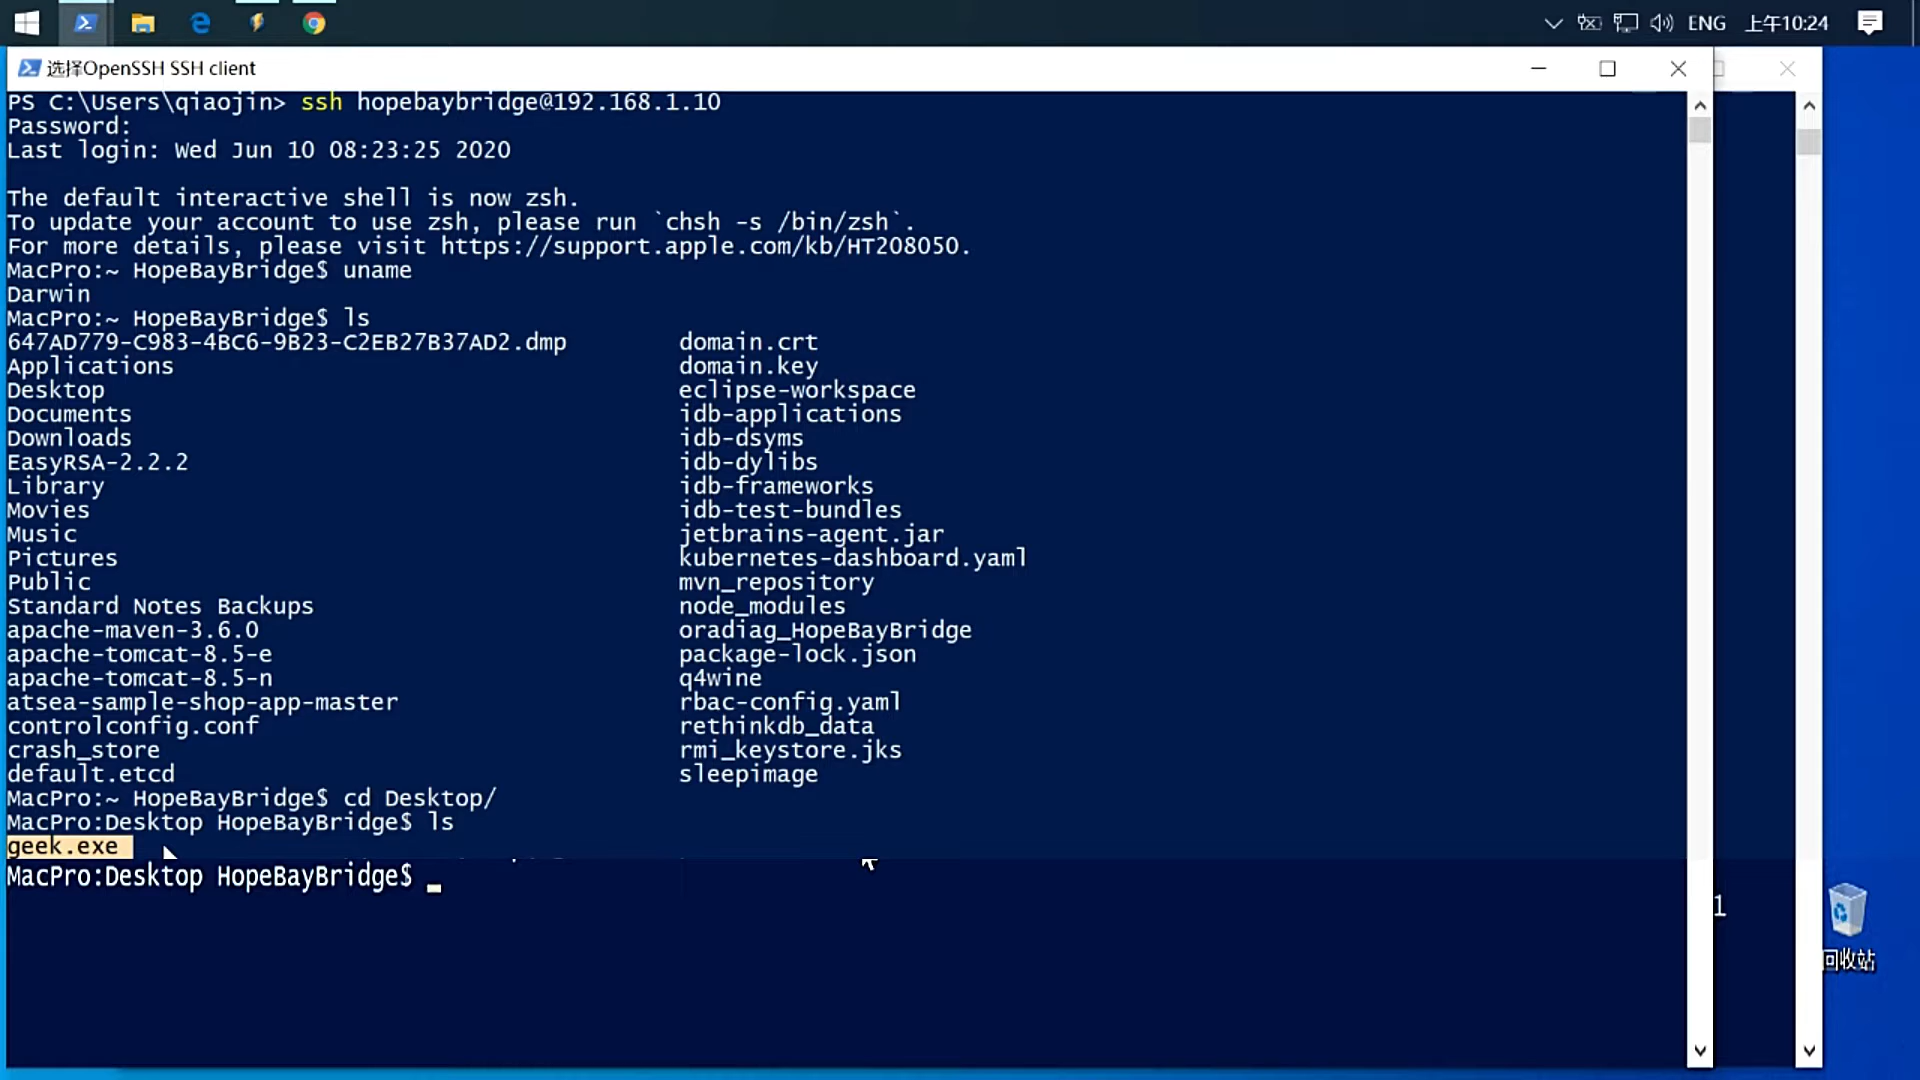 ENG 上午10:24
选择OpenSSH SSH client
PS C:\Users\qiaojin> ssh hopebaybridge@192.168.1.10
Password:
Last login: Wed Jun 10 08:23:25 2020
The default interactive shell is now zsh.
To update your account to use zsh, please run `chsh -s /bin/zsh`.
For more details, please visit https://support.apple.com/kb/HT208050.
MacPro:~ HopeBayBridge$ uname
Darwin
MacPro:~ HopeBayBridge$ ls
647AD779-C983-4BC6-9B23-C2EB27B37AD2.dmp domain.crt
Applications domain.key
Desktop eclipse-workspace
Documents idb-applications
Downloads idb-dsyms
EasyRSA-2.2.2 idb-dylibs
Library idb-frameworks
Movies idb-test-bundles
Music jetbrains-agent.jar
Pictures kubernetes-dashboard.yaml
Public mvn_repository
Standard Notes Backups node_modules
apache-maven-3.6.0 oradiag_HopeBayBridge
apache-tomcat-8.5-e package-lock.json
apache-tomcat-8.5-n q4wine
atsea-sample-shop-app-master rbac-config.yaml
controlconfig.conf rethinkdb_data
crash_store rmi_keystore.jks
default.etcd sleepimage
MacPro:~ HopeBayBridge$ cd Desktop/
MacPro:Desktop HopeBayBridge$ ls
geek.exe
MacPro:Desktop HopeBayBridge$
1
回收站